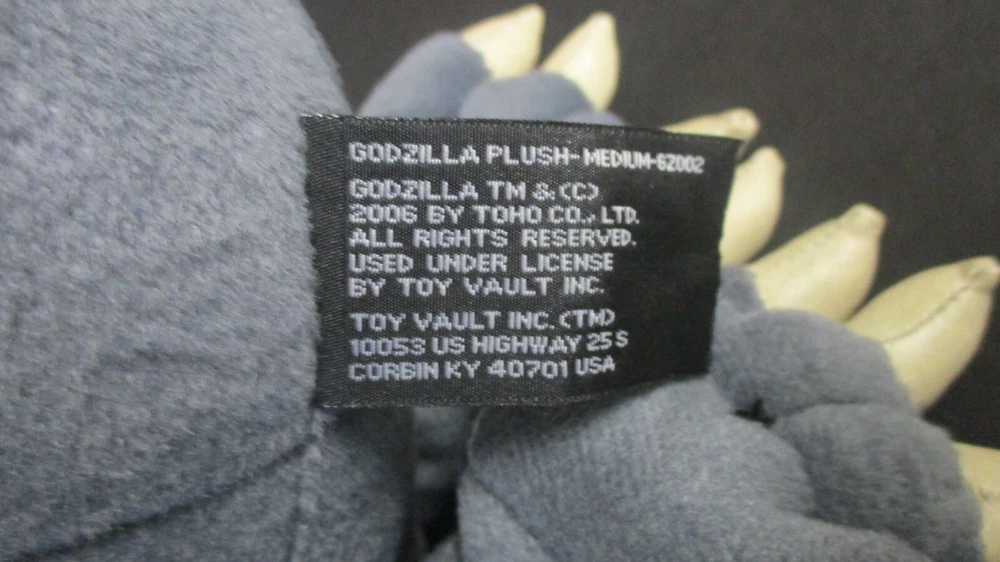 GODZILLA PLUSH-MEDIUM-GZ002
GODZILLA TM & (C)
2006 BY TOHO CO., LTD.
ALL RIGHTS RESERVED.
USED UNDER LICENSE
BY TOY VAULT INC.
TOY VAULT INC. (TM)
10053 US HIGHWAY 25 S
CORBIN KY 40701 USA